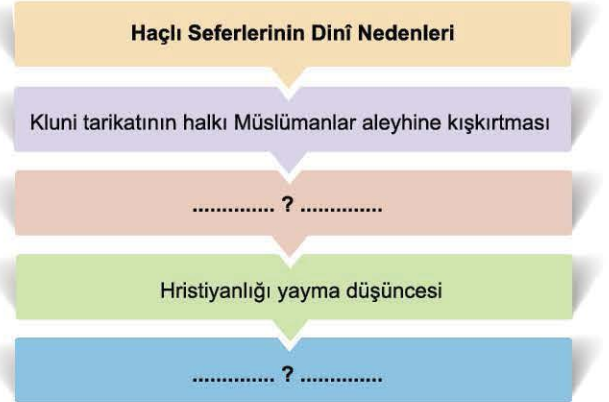 Haçlı Seferlerinin Dinî Nedenleri
Kluni tarikatının halkı Müslümanlar aleyhine kışkırtması
.............. ? ..............
Hristiyanlığı yayma düşüncesi
.............. ? ..............